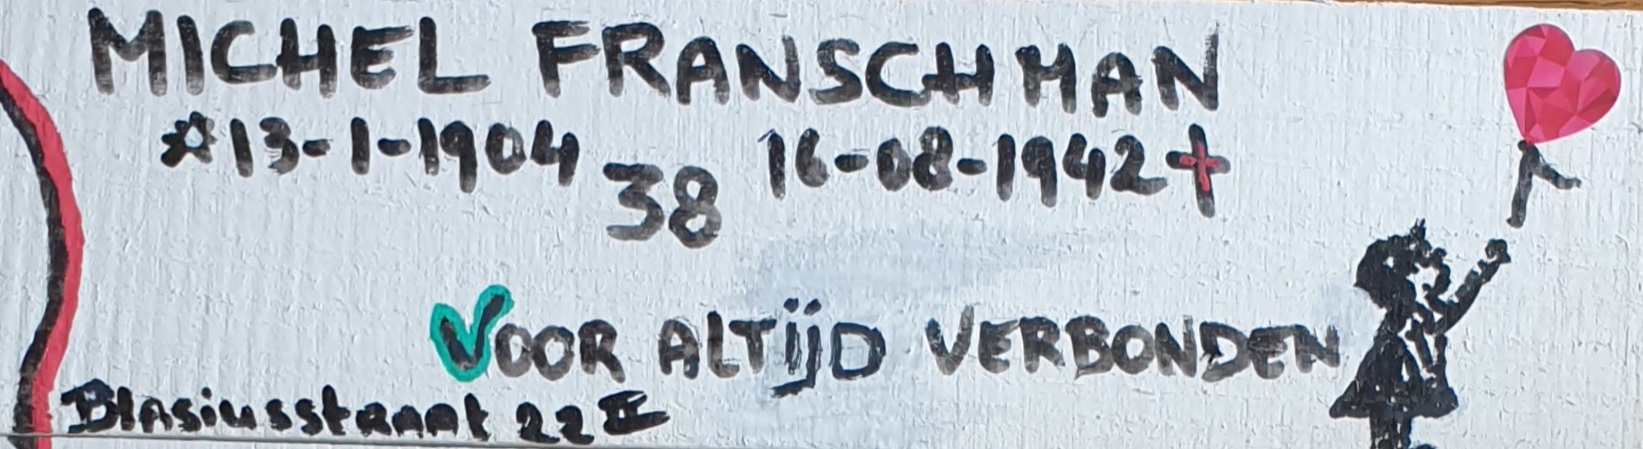 MICHEL FRANSCHMAN
☆13-1-1904 16-08-1942✝
38
VOOR ALTIJD VERBONDEN
Blasiusstraat 22 II